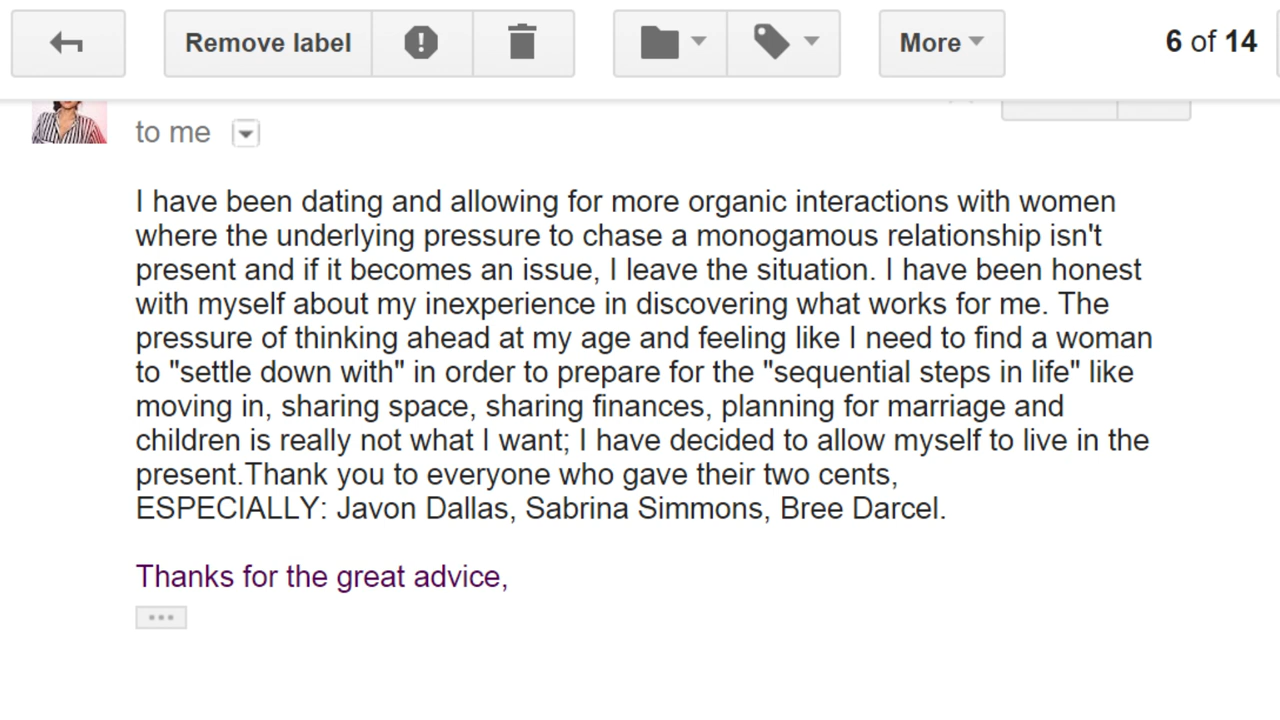 Remove label
More
6 of 14
to me
I have been dating and allowing for more organic interactions with women
where the underlying pressure to chase a monogamous relationship isn't
present and if it becomes an issue, I leave the situation. I have been honest
with myself about my inexperience in discovering what works for me. The
pressure of thinking ahead at my age and feeling like I need to find a woman
to "settle down with" in order to prepare for the "sequential steps in life" like
moving in, sharing space, sharing finances, planning for marriage and
children is really not what I want; I have decided to allow myself to live in the
present.Thank you to everyone who gave their two cents,
ESPECIALLY: Javon Dallas, Sabrina Simmons, Bree Darcel.
Thanks for the great advice,